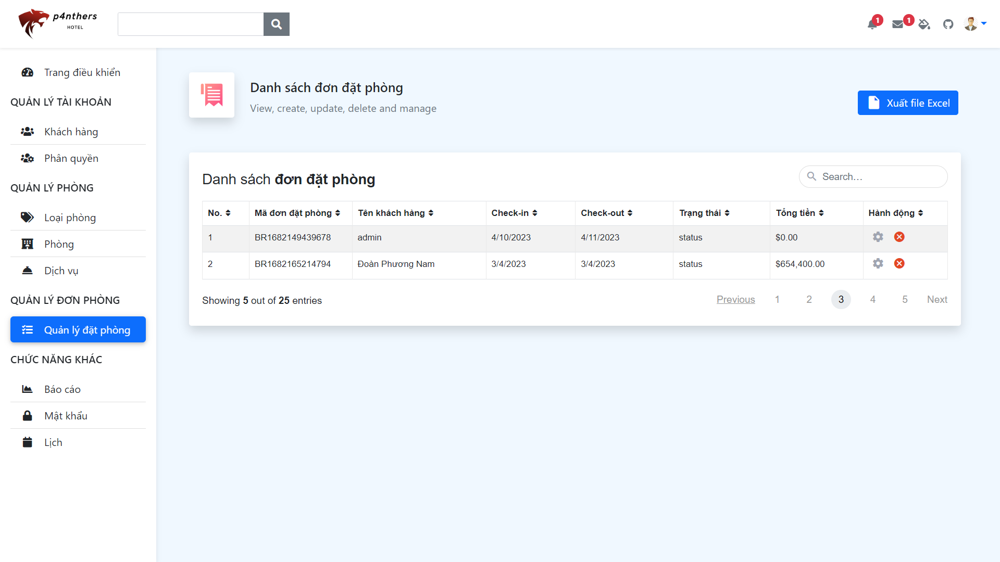 p4nthers
HOTEL
1
1
Trang điều khiển
QUẢN LÝ TÀI KHOẢN
Khách hàng
Phân quyền
QUẢN LÝ PHÒNG
Loại phòng
Phòng
Dịch vụ
QUẢN LÝ ĐƠN PHÒNG
Quản lý đặt phòng
CHỨC NĂNG KHÁC
Báo cáo
Mật khẩu
Lịch
Danh sách đơn đặt phòng
View, create, update, delete and manage
Xuất file Excel
Danh sách đơn đặt phòng
Search…
No. Mã đơn đặt phòng Tên khách hàng Check-in Check-out Trạng thái Tổng tiền Hành động
1 BR1682149439678 admin 4/10/2023 4/11/2023 status $0.00
2 BR1682165214794 Đoàn Phương Nam 3/4/2023 3/4/2023 status $654,400.00
Showing 5 out of 25 entries
Previous 1 2 3 4 5 Next